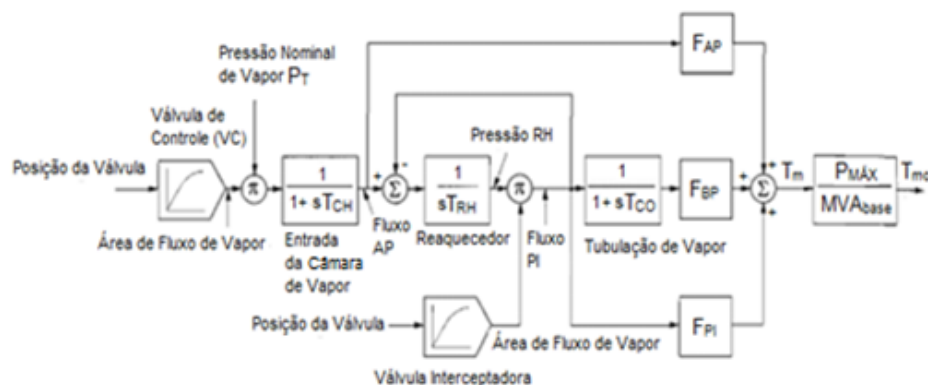 Pressão Nominal
de Vapor PT
Válvula de
Controle (VC)
Posição da Válvula
Área de Fluxo de Vapor
π
1
1+ sTCH
Entrada
da Câmara
de Vapor
+
Fluxo
AP
-
Σ
1
sTRH
Reaquecedor
Pressão RH
π
Fluxo
PI
1
1 + sTCO
Tubulação de Vapor
FAP
FBP
FPI
+
+
+
Σ
Tm
PMÁX
MVAbase
Tmc
Posição da Válvula
Área de Fluxo de Vapor
Válvula Interceptadora